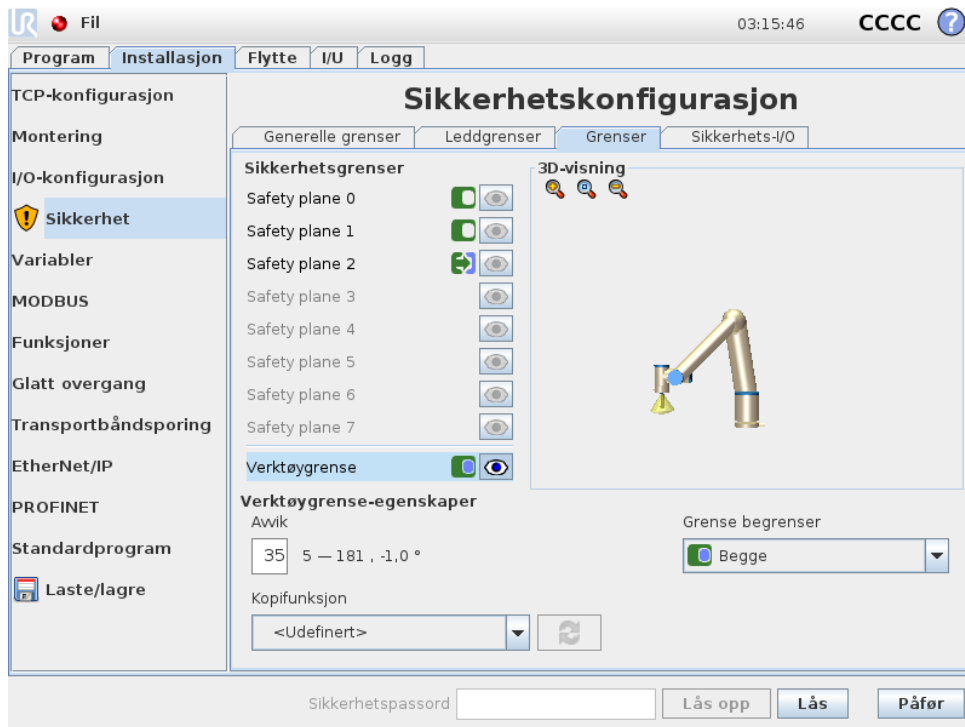 UR Fil 03:15:46 CCCC ?
Program Installasjon Flytte I/U Logg
TCP-konfigurasjon
Montering
I/O-konfigurasjon
Sikkerhet
Variabler
MODBUS
Funksjoner
Glatt overgang
Transportbåndsporing
EtherNet/IP
PROFINET
Standardprogram
Laste/lagre
Sikkerhetskonfigurasjon
Generelle grenser Leddgrenser Grenser Sikkerhets-I/O
Sikkerhetsgrenser
Safety plane 0
Safety plane 1
Safety plane 2
Safety plane 3
Safety plane 4
Safety plane 5
Safety plane 6
Safety plane 7
Verktøygrense
3D-visning
Verktøygrense-egenskaper
Avvik
35 5 — 181 , -1,0 °
Grense begrenser
Begge
Kopifunksjon
<Udefinert>
Sikkerhetspassord Lås opp Lås Påfør